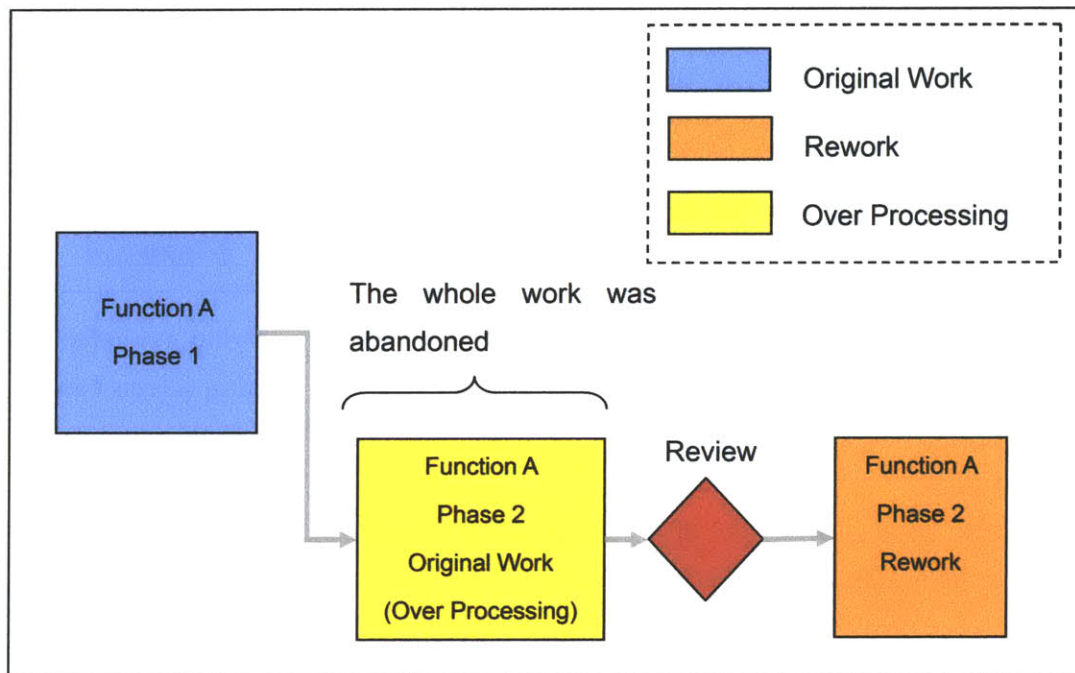 Original Work
Rework
Over Processing
Function A
Phase 1
The whole work was
abandoned
Function A
Phase 2
Original Work
(Over Processing)
Review
Function A
Phase 2
Rework